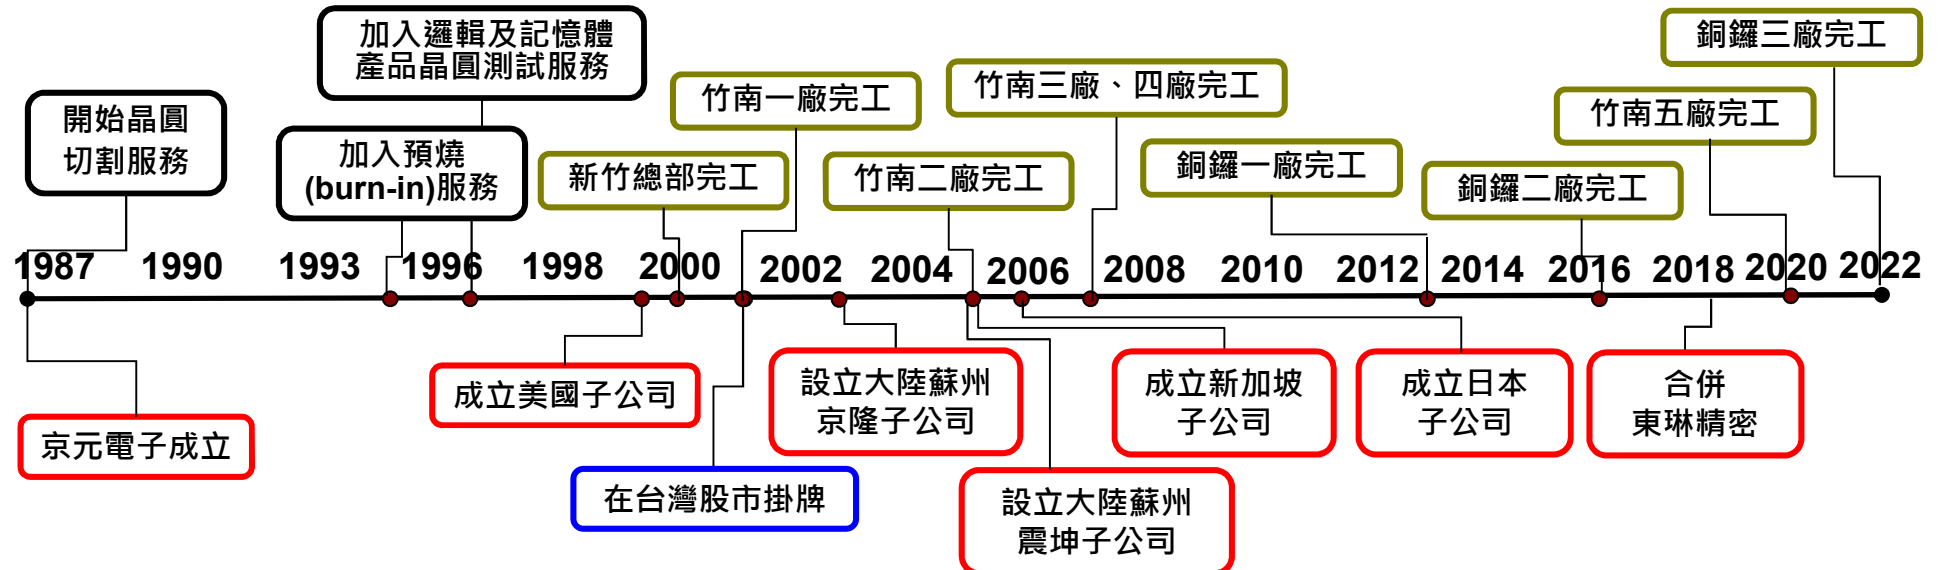 加入邏輯及記憶體
產品晶圓測試服務
銅鑼三廠完工
竹南一廠完工
竹南三廠、四廠完工
竹南五廠完工
開始晶圓
切割服務
加入預燒
(burn-in)服務
新竹總部完工
竹南二廠完工
銅鑼一廠完工
銅鑼二廠完工
1987 1990 1993 1996 1998 2000 2002 2004 2006 2008 2010 2012 2014 2016 2018 2020 2022
京元電子成立
成立美國子公司
設立大陸蘇州
京隆子公司
成立新加坡
子公司
成立日本
子公司
合併
東琳精密
在台灣股市掛牌
設立大陸蘇州
震坤子公司